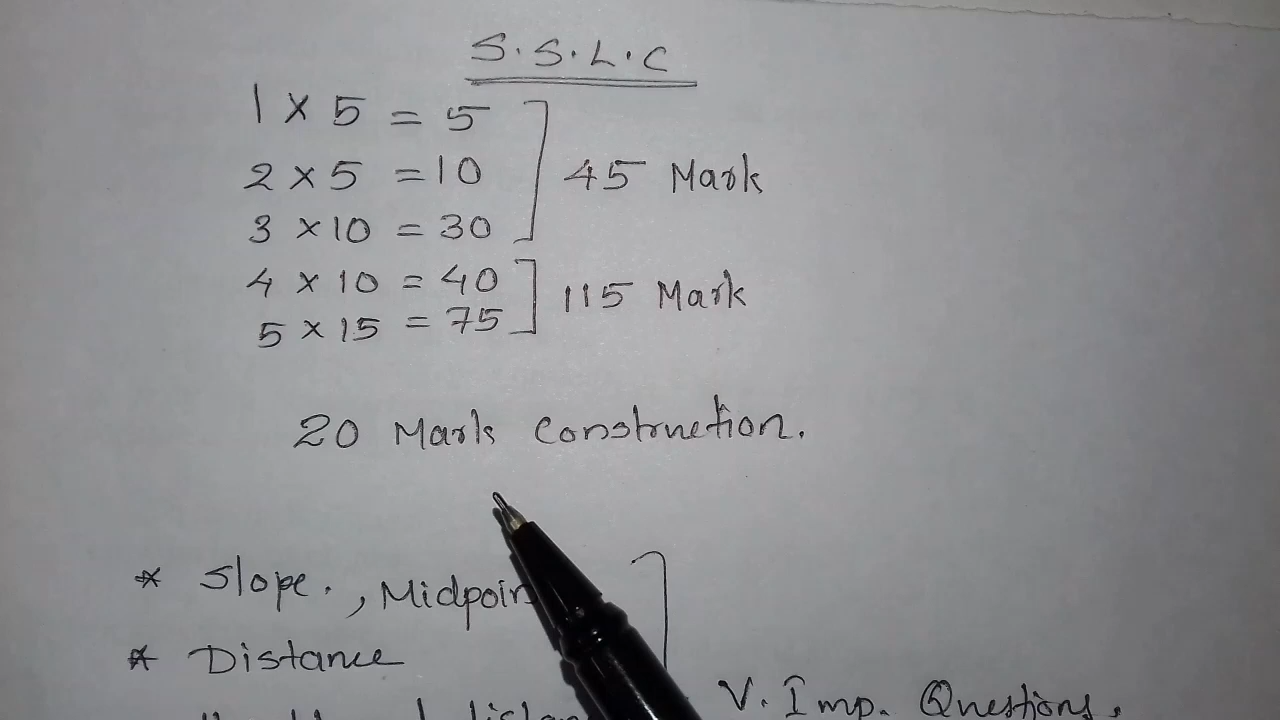 S.S.L.C
1 × 5 = 5
2 × 5 = 10
3 × 10 = 30
45 Mark
4 × 10 = 40
5 × 15 = 75
115 Mark
20 Mark Construction.
* Slope. , Midpoin
* Distance
V. Imp. Questions,